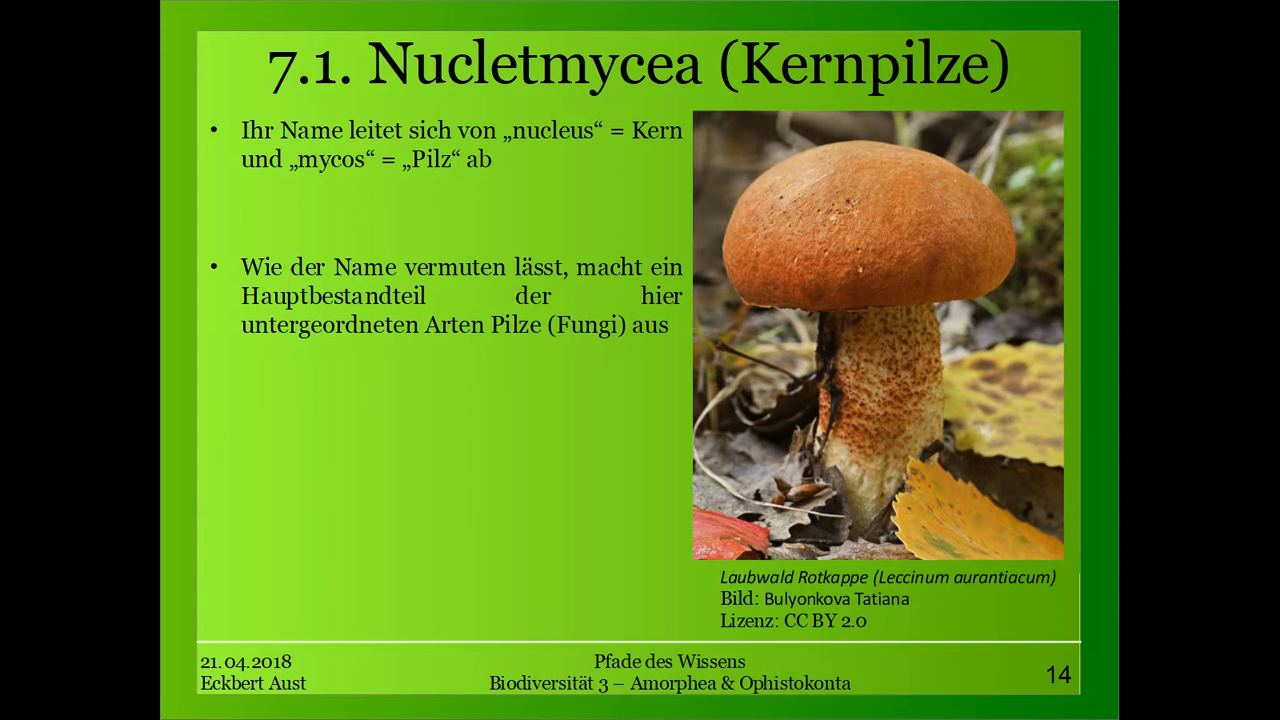 7.1. Nucletmycea (Kernpilze)
• Ihr Name leitet sich von „nucleus“ = Kern
und „mycos“ = „Pilz“ ab
• Wie der Name vermuten lässt, macht ein
Hauptbestandteil der hier
untergeordneten Arten Pilze (Fungi) aus
Laubwald Rotkappe (Leccinum aurantiacum)
Bild: Bulyonkova Tatiana
Lizenz: CC BY 2.0
21.04.2018
Eckbert Aust
Pfade des Wissens
Biodiversität 3 – Amorphea & Ophistokonta
14